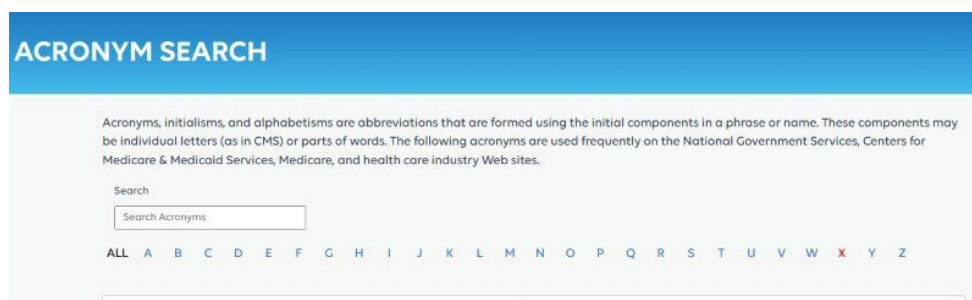 ACRONYM SEARCH
Acronyms, initialisms, and alphabetisms are abbreviations that are formed using the initial components in a phrase or name. These components may
be individual letters (as in CMS) or parts of words. The following acronyms are used frequently on the National Government Services, Centers for
Medicare & Medicaid Services, Medicare, and health care industry Web sites.
Search
Search Acronyms
ALL A B C D E F G H I J K L M N O P Q R S T U V W X Y Z